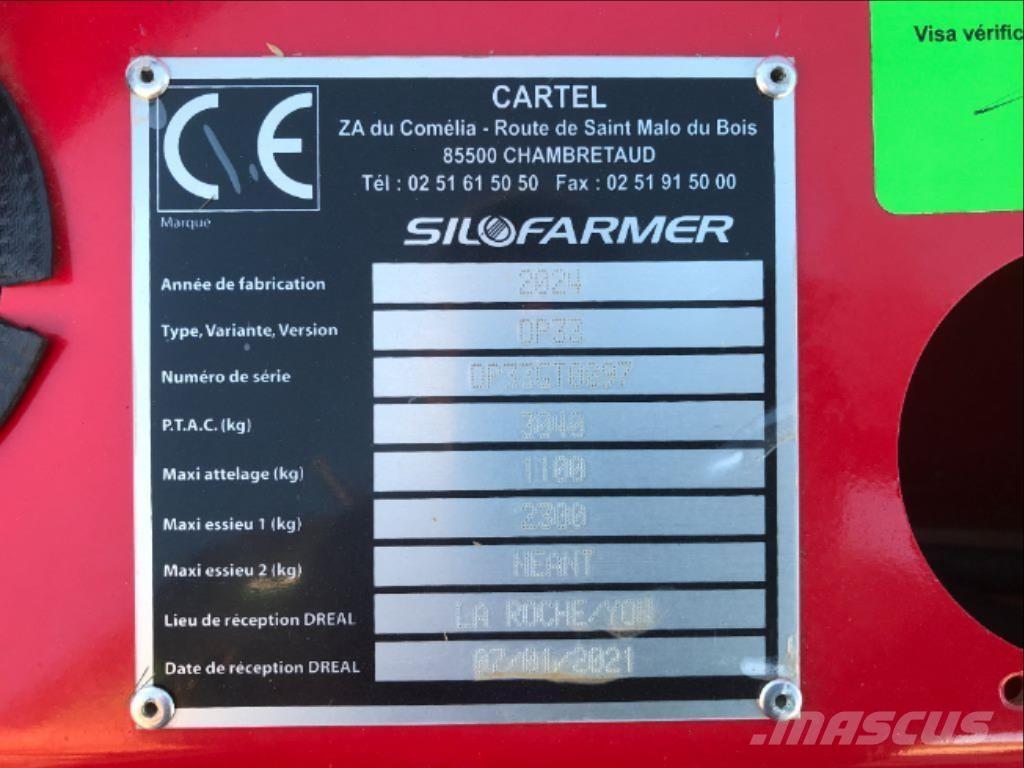 Visa vérific
CE
CARTEL
ZA du Comélia - Route de Saint Malo du Bois
85500 CHAMBRETAUD
Tél : 02 51 61 50 50 Fax : 02 51 91 50 00
Marque
SILOFARMER
Année de fabrication 2024
Type, Variante, Version OP33
Numéro de série OP33GT0297
P.T.A.C. (kg) 3040
Maxi attelage (kg) 1100
Maxi essieu 1 (kg) 2300
Maxi essieu 2 (kg) NEANT
Lieu de réception DREAL LA ROCHE/YON
Date de réception DREAL 07/01/2021
MASCUS